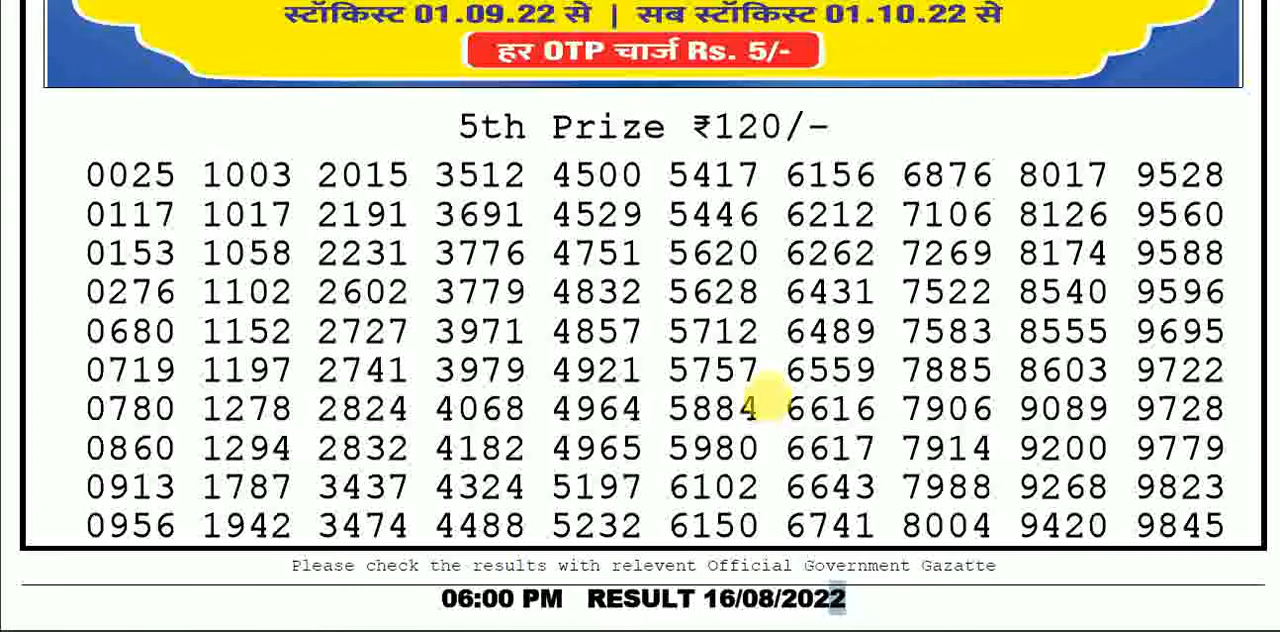 स्टॉकिस्ट 01.09.22 से | सब स्टॉकिस्ट 01.10.22 से
हर OTP चार्ज Rs. 5/-
5th Prize ₹120/-
0025 1003 2015 3512 4500 5417 6156 6876 8017 9528
0117 1017 2191 3691 4529 5446 6212 7106 8126 9560
0153 1058 2231 3776 4751 5620 6262 7269 8174 9588
0276 1102 2602 3779 4832 5628 6431 7522 8540 9596
0680 1152 2727 3971 4857 5712 6489 7583 8555 9695
0719 1197 2741 3979 4921 5757 6559 7885 8603 9722
0780 1278 2824 4068 4964 5884 6616 7906 9089 9728
0860 1294 2832 4182 4965 5980 6617 7914 9200 9779
0913 1787 3437 4324 5197 6102 6643 7988 9268 9823
0956 1942 3474 4488 5232 6150 6741 8004 9420 9845
Please check the results with relevent Official Government Gazatte
06:00 PM RESULT 16/08/2022